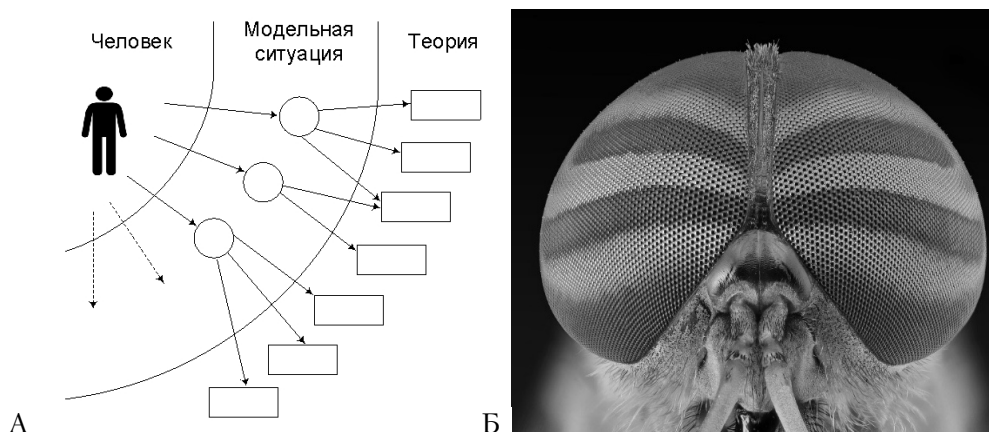 Человек
Модельная
ситуация
Теория
А
Б